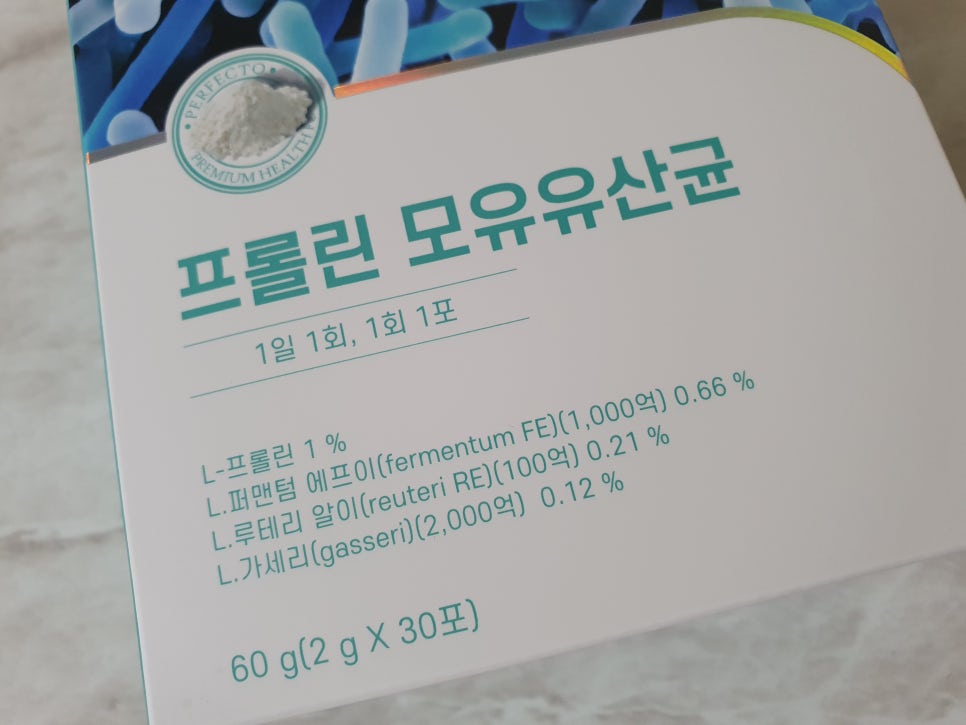 PERFECTO
PREMIUM HEALTH
프롤린 모유유산균
1일 1회, 1회 1포
L-프롤린 1 %
L.퍼맨텀 에프이(fermentum FE)(1,000억) 0.66 %
L.루테리 알이(reuteri RE)(100억) 0.21 %
L.가세리(gasseri)(2,000억) 0.12 %
60 g(2 g X 30포)